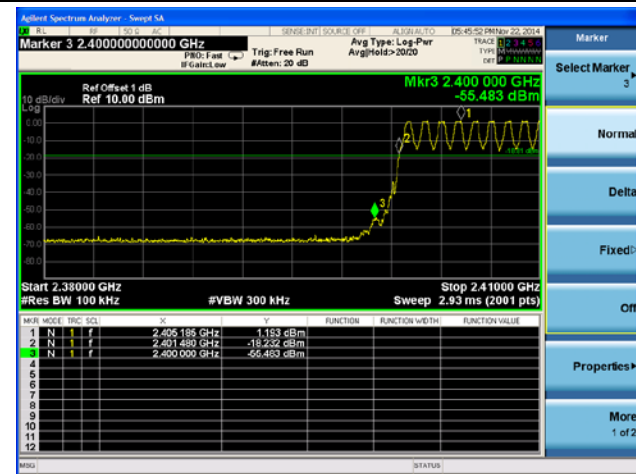 Agilent Spectrum Analyzer - Swept SA
RL RF 50 Ω AC SENSE:INT SOURCE OFF ALIGN AUTO 05:45:52 PM Nov 22, 2014
Marker 3 2.400000000000 GHz
PNO: Fast
IFGain:Low
Trig: Free Run
#Atten: 20 dB
Avg Type: Log-Pwr
Avg|Hold:>20/20
TRACE 1 2 3 4 5 6
TYPE M
DET P P N N N N
Mkr3 2.400 000 GHz
-55.483 dBm
Ref Offset 1 dB
10 dB/div Ref 10.00 dBm
Log
0.00
-10.0
-20.0
-30.0
-40.0
-50.0
-60.0
-70.0
-80.0
1
2
3
Start 2.38000 GHz Stop 2.41000 GHz
#Res BW 100 kHz #VBW 300 kHz Sweep 2.93 ms (2001 pts)
MKR MODE TRC SCL X Y FUNCTION FUNCTION WIDTH FUNCTION VALUE
1 N 1 f 2.405 185 GHz 1.193 dBm
2 N 1 f 2.401 480 GHz -18.232 dBm
3 N 1 f 2.400 000 GHz -55.483 dBm
4
5
6
7
8
9
10
11
12
MSG STATUS
Marker
Select Marker
3
Normal
Delta
Fixed
Off
Properties
More
1 of 2